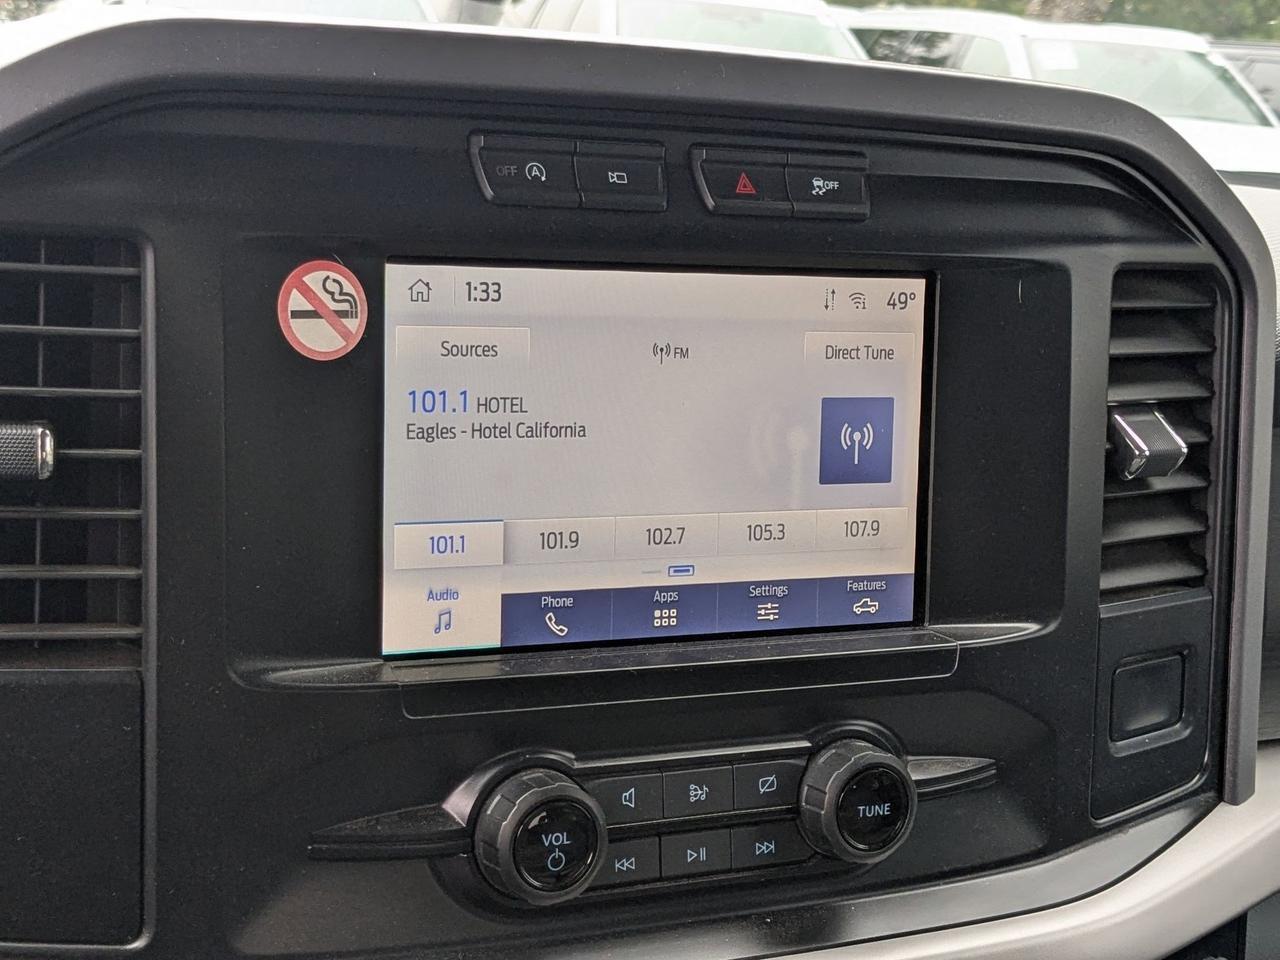 OFF
OFF
1:33
49°
Sources
FM
Direct Tune
101.1 HOTEL
Eagles - Hotel California
101.1
101.9
102.7
105.3
107.9
Audio
Phone
Apps
Settings
Features
VOL
TUNE